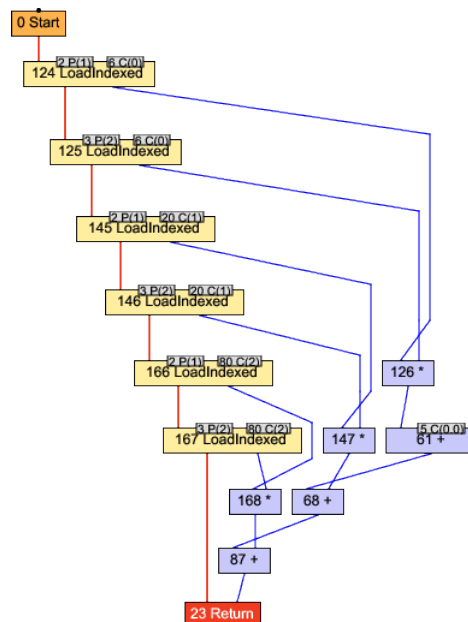 0 Start
2 P(1) 6 C(0)
124 LoadIndexed
3 P(2) 6 C(0)
125 LoadIndexed
2 P(1) 20 C(1)
145 LoadIndexed
3 P(2) 20 C(1)
146 LoadIndexed
2 P(1) 80 C(2)
166 LoadIndexed
126 *
3 P(2) 80 C(2)
167 LoadIndexed
147 *
5 C(0.0)
61 +
168 *
68 +
87 +
23 Return